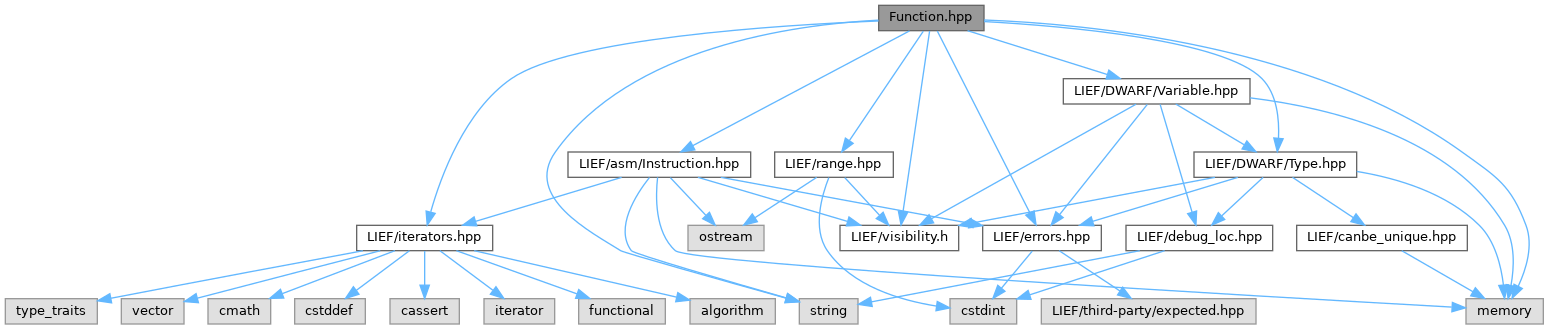 Function.hpp
LIEF/DWARF/Variable.hpp
LIEF/asm/Instruction.hpp
LIEF/range.hpp
LIEF/DWARF/Type.hpp
LIEF/iterators.hpp
ostream
LIEF/visibility.h
LIEF/errors.hpp
LIEF/debug_loc.hpp
LIEF/canbe_unique.hpp
type_traits
vector
cmath
cstddef
cassert
iterator
functional
algorithm
string
cstdint
LIEF/third-party/expected.hpp
memory